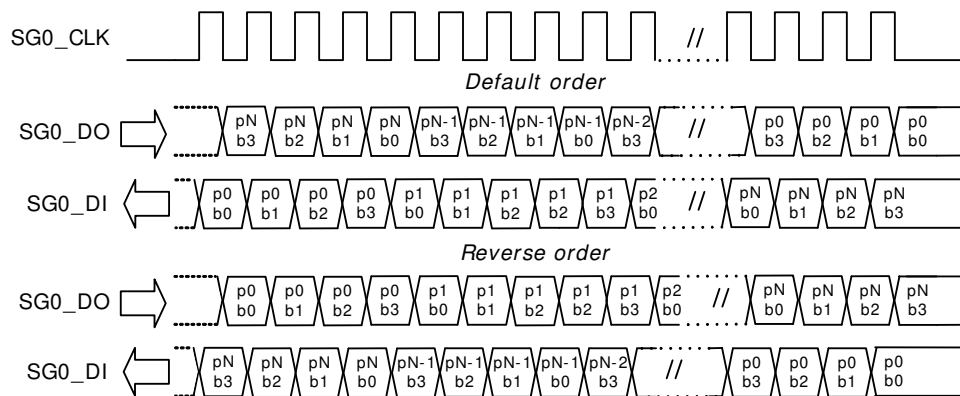 SG0_CLK //
Default order
SG0_DO pN b3 pN b2 pN b1 pN b0 pN-1 b3 pN-1 b2 pN-1 b1 pN-1 b0 pN-2 b3 // p0 b3 p0 b2 p0 b1 p0 b0
SG0_DI p0 b0 p0 b1 p0 b2 p0 b3 p1 b0 p1 b1 p1 b2 p1 b2 p1 b3 p2 b0 // pN b0 pN b1 pN b2 pN b3
Reverse order
SG0_DO p0 b0 p0 b1 p0 b2 p0 b3 p1 b0 p1 b1 p1 b2 p1 b2 p1 b3 p2 b0 // pN b0 pN b1 pN b2 pN b3
SG0_DI pN b3 pN b2 pN b1 pN b0 pN-1 b3 pN-1 b2 pN-1 b1 pN-1 b0 pN-2 b3 // p0 b3 p0 b2 p0 b1 p0 b0